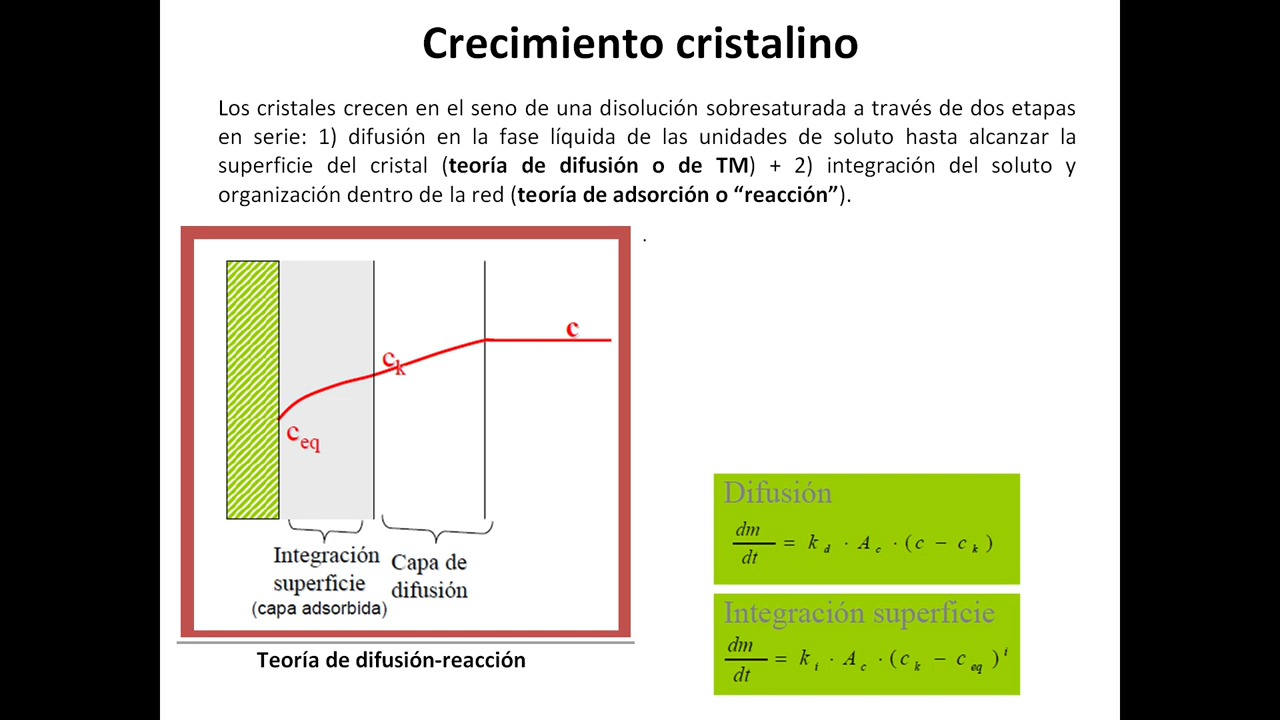 Crecimiento cristalino
Los cristales crecen en el seno de una disolución sobresaturada a través de dos etapas
en serie: 1) difusión en la fase líquida de las unidades de soluto hasta alcanzar la
superficie del cristal (teoría de difusión o de TM) + 2) integración del soluto y
organización dentro de la red (teoría de adsorción o “reacción”).
.
c
c_k
c_eq
Integración
superficie
(capa adsorbida)
Capa de
difusión
Teoría de difusión-reacción
Difusión
dm/dt = k_d · A_c · (c − c_k)
Integración superficie
dm/dt = k_i · A_c · (c_k − c_eq)^i